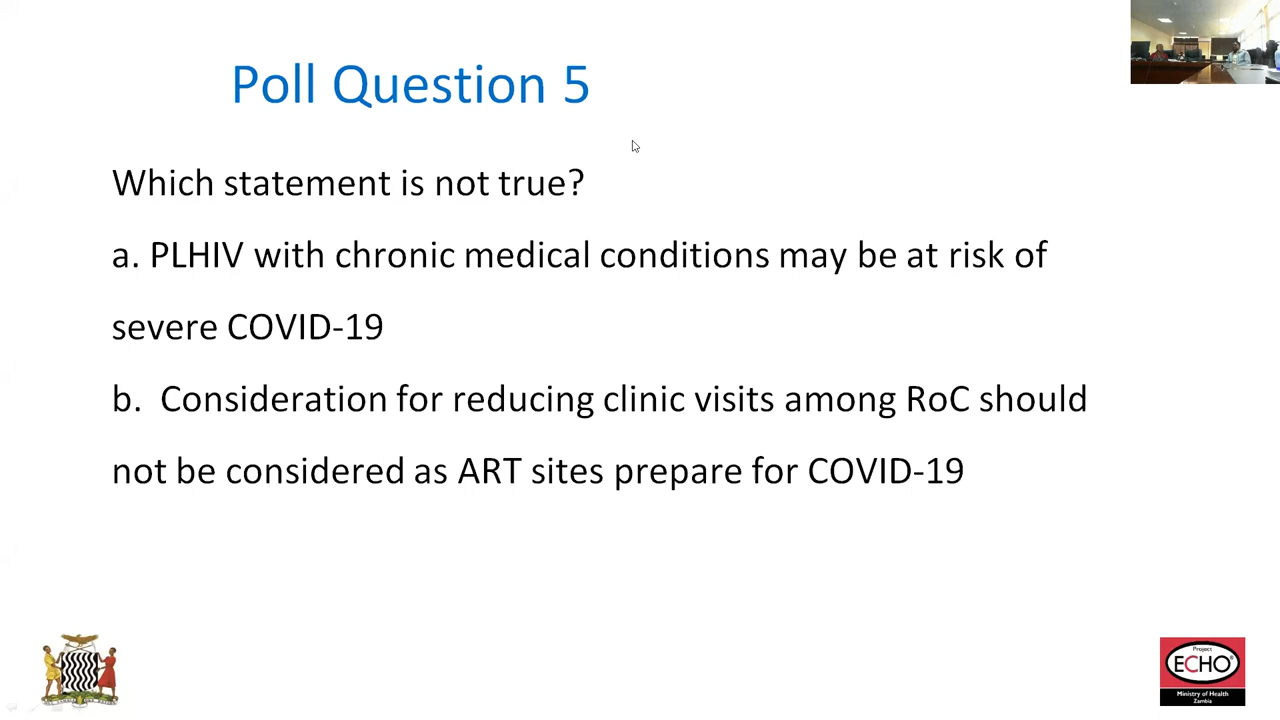 Poll Question 5
Which statement is not true?
a. PLHIV with chronic medical conditions may be at risk of
severe COVID-19
b. Consideration for reducing clinic visits among RoC should
not be considered as ART sites prepare for COVID-19
Project
ECHO
Ministry of Health
Zambia